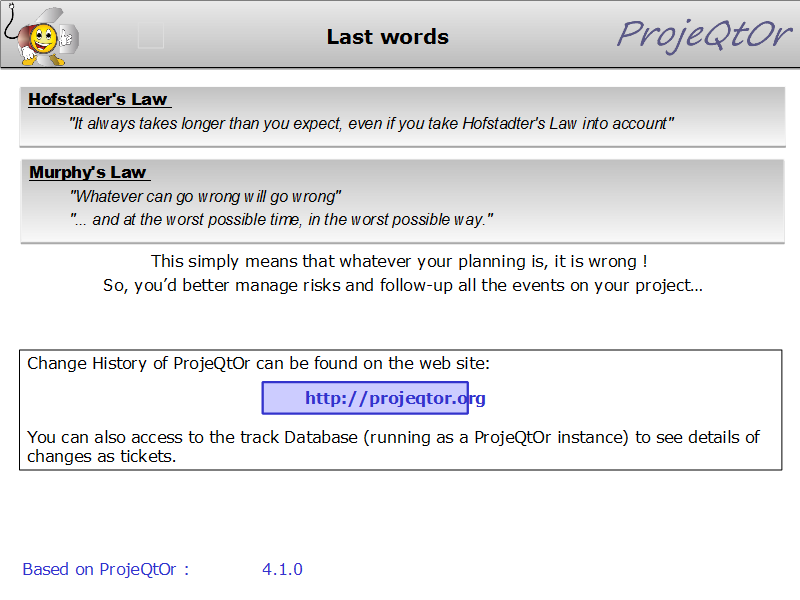 Last words
ProjeQtOr
Hofstader's Law
"It always takes longer than you expect, even if you take Hofstadter's Law into account"
Murphy's Law
"Whatever can go wrong will go wrong"
"... and at the worst possible time, in the worst possible way."
This simply means that whatever your planning is, it is wrong !
So, you’d better manage risks and follow-up all the events on your project…
Change History of ProjeQtOr can be found on the web site:
http://projeqtor.org
You can also access to the track Database (running as a ProjeQtOr instance) to see details of
changes as tickets.
Based on ProjeQtOr : 4.1.0